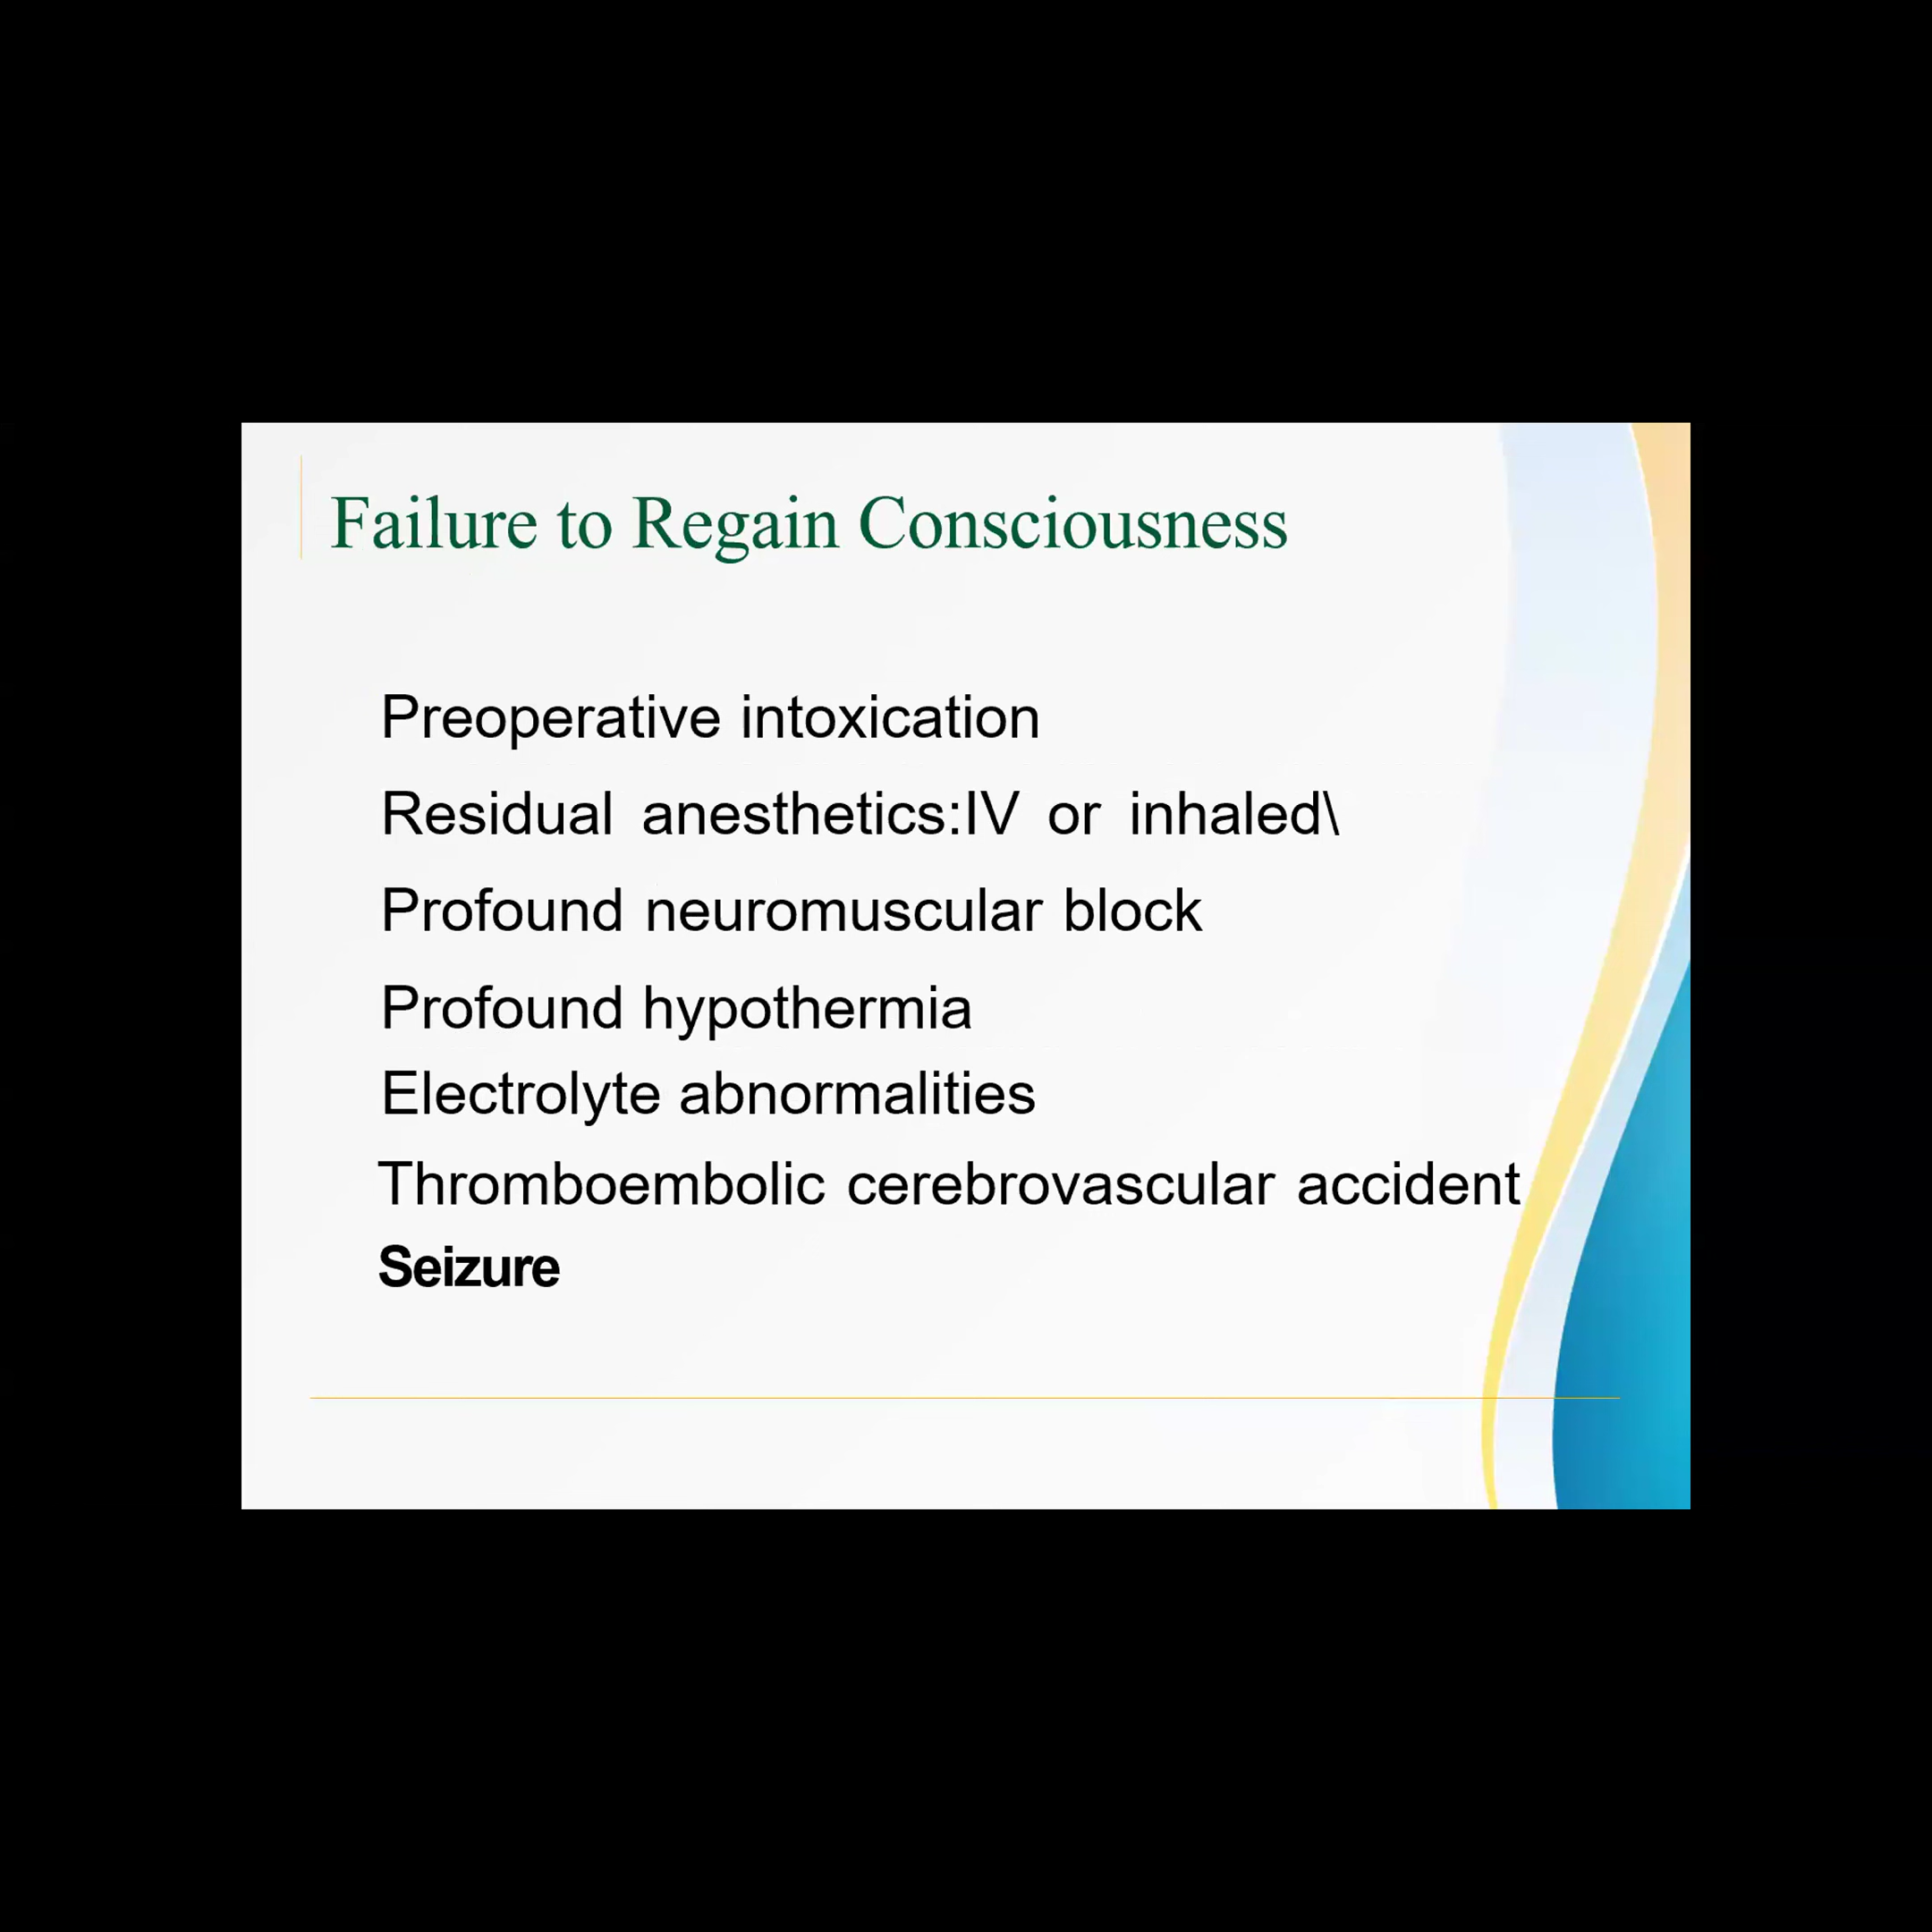 Failure to Regain Consciousness
Preoperative intoxication
Residual anesthetics:IV or inhaled\
Profound neuromuscular block
Profound hypothermia
Electrolyte abnormalities
Thromboembolic cerebrovascular accident
Seizure